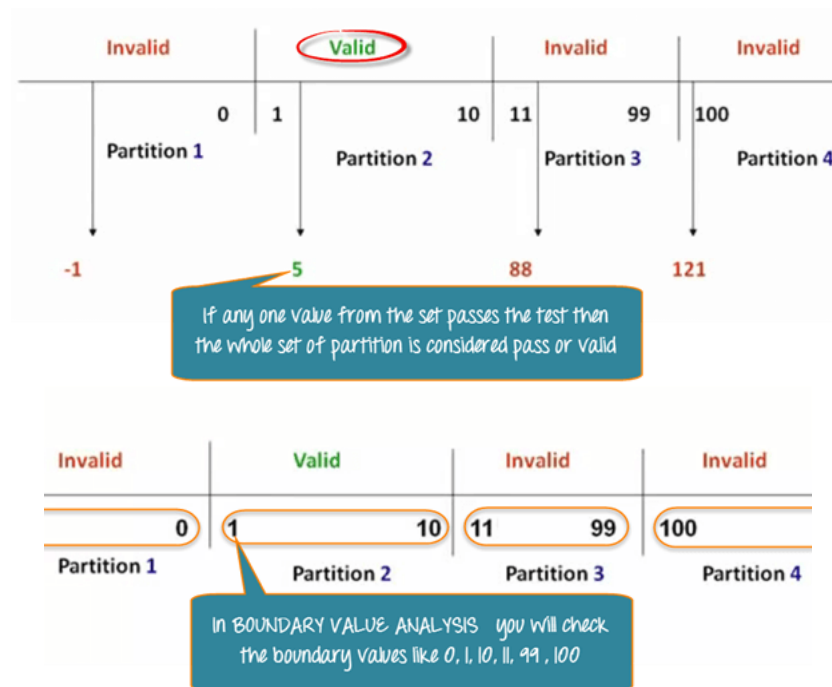 Invalid Valid Invalid Invalid
0 1 10 11 99 100
Partition 1 Partition 2 Partition 3 Partition 4
-1 5 88 121
If any one value from the set passes the test then
the whole set of partition is considered pass or valid
Invalid Valid Invalid Invalid
0 1 10 11 99 100
Partition 1 Partition 2 Partition 3 Partition 4
In BOUNDARY VALUE ANALYSIS you will check
the boundary values like 0, 1, 10, 11, 99 , 100